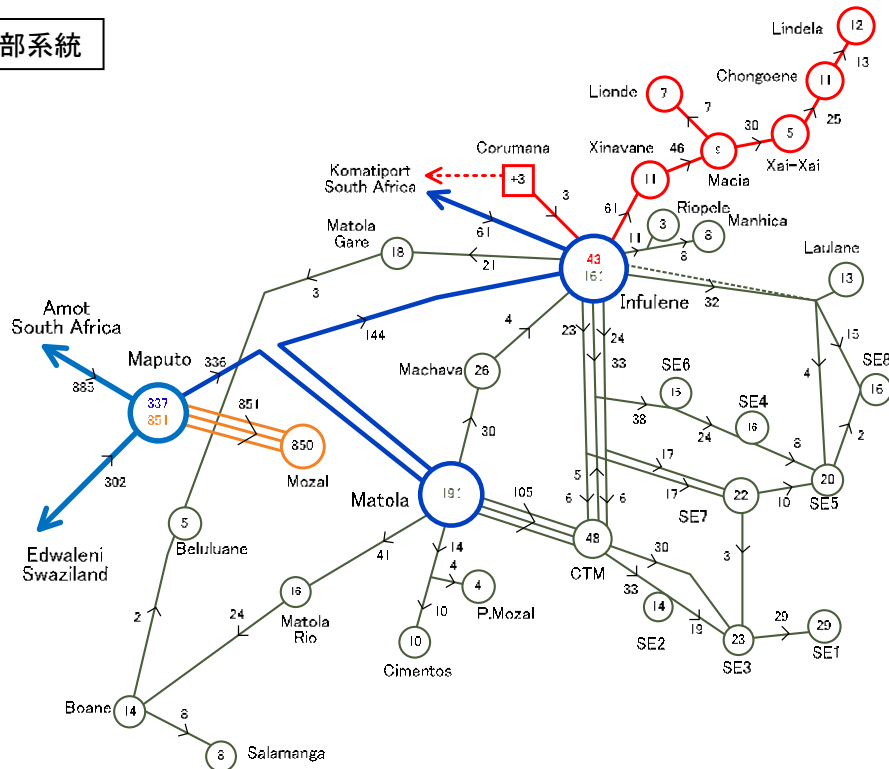 部系統
12
Lindela
13
Chongoene
11
Lionde
7
7
25
30
5
46
9
Xai-Xai
Corumana
Xinavane
Macia
Komatiport
South Africa
+3
11
3
61
Riopele
Matola
Gare
61
3
Manhica
18
11
8
8
Laulane
21
43
13
3
Infulene
32
Amot
South Africa
144
4
23
24
15
Maputo
336
Machava
33
4
SE8
885
26
SE6
16
337
851
851
15
SE4
38
16
850
30
24
8
2
302
Mozal
17
Matola
105
5
17
22
10
20
SE5
6
6
SE7
5
14
48
Beluluane
41
4
30
3
Edwaleni
Swaziland
16
4
CTM
33
24
10
P.Mozal
14
2
Matola
Rio
19
29
29
10
SE2
23
SE1
Cimentos
SE3
Boane
14
8
8
Salamanga